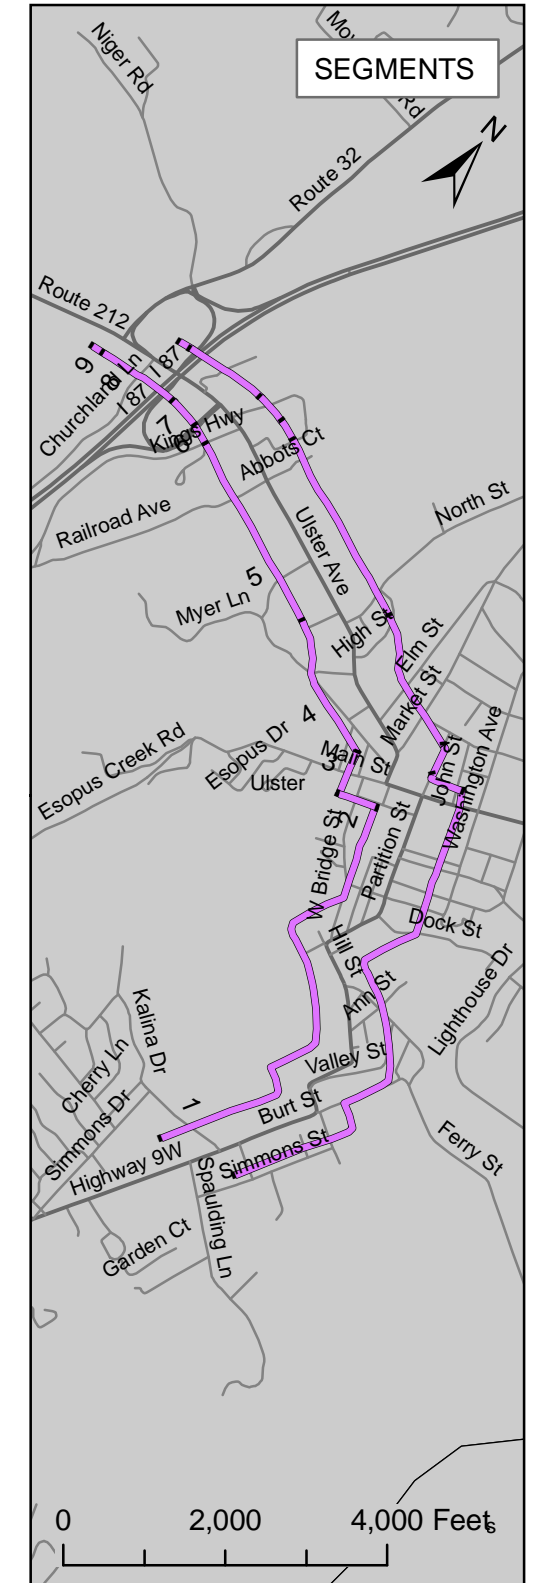 Mo
Rd
SEGMENTS
Niger Rd
N
Route 32
Route 212
I 87
9
8
Churchland Ln
I 87
7
6
Kings Hwy
Abbots Ct
Railroad Ave
North St
Ulster Ave
5
Myer Ln
High St
Elm St
4
Market St
Esopus Creek Rd
Esopus Dr
Main St
3
Ulster
John St
Washington Ave
2
W Bridge St
Partition St
Dock St
Hill St
Ann St
Lighthouse Dr
Kalina Dr
Valley St
Cherry Ln
1
Burt St
Simmons Dr
Simmons St
Ferry St
Highway 9W
Spaulding Ln
Garden Ct
0 2,000 4,000 Feet
s